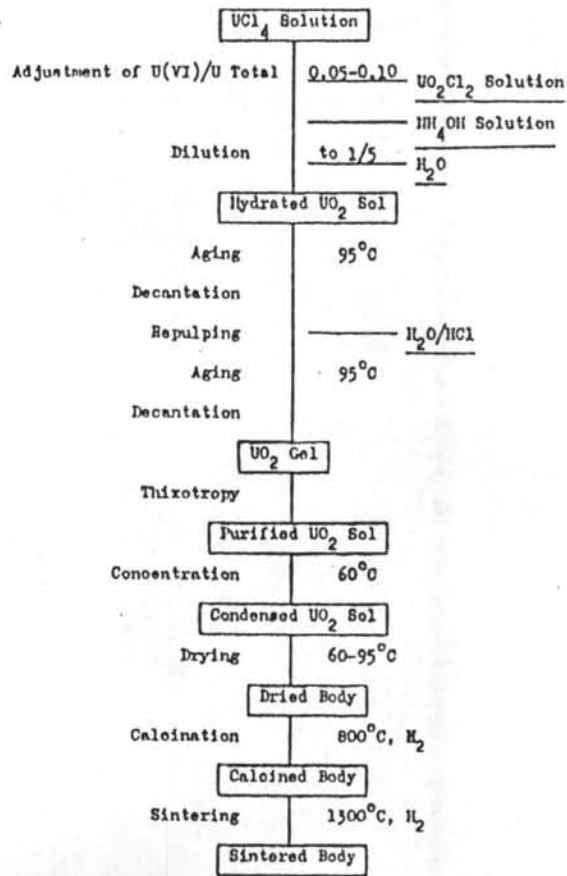 UCl4 Solution
Adjustment of U(VI)/U Total 0.05-0.10 UO2Cl2 Solution
NH4OH Solution
Dilution to 1/5 H2O
Hydrated UO2 Sol
Aging 95°C
Decantation
Repulping H2O/HCl
Aging 95°C
Decantation
UO2 Gel
Thixotropy
Purified UO2 Sol
Concentration 60°C
Condensed UO2 Sol
Drying 60-95°C
Dried Body
Calcination 800°C, H2
Calcined Body
Sintering 1300°C, H2
Sintered Body